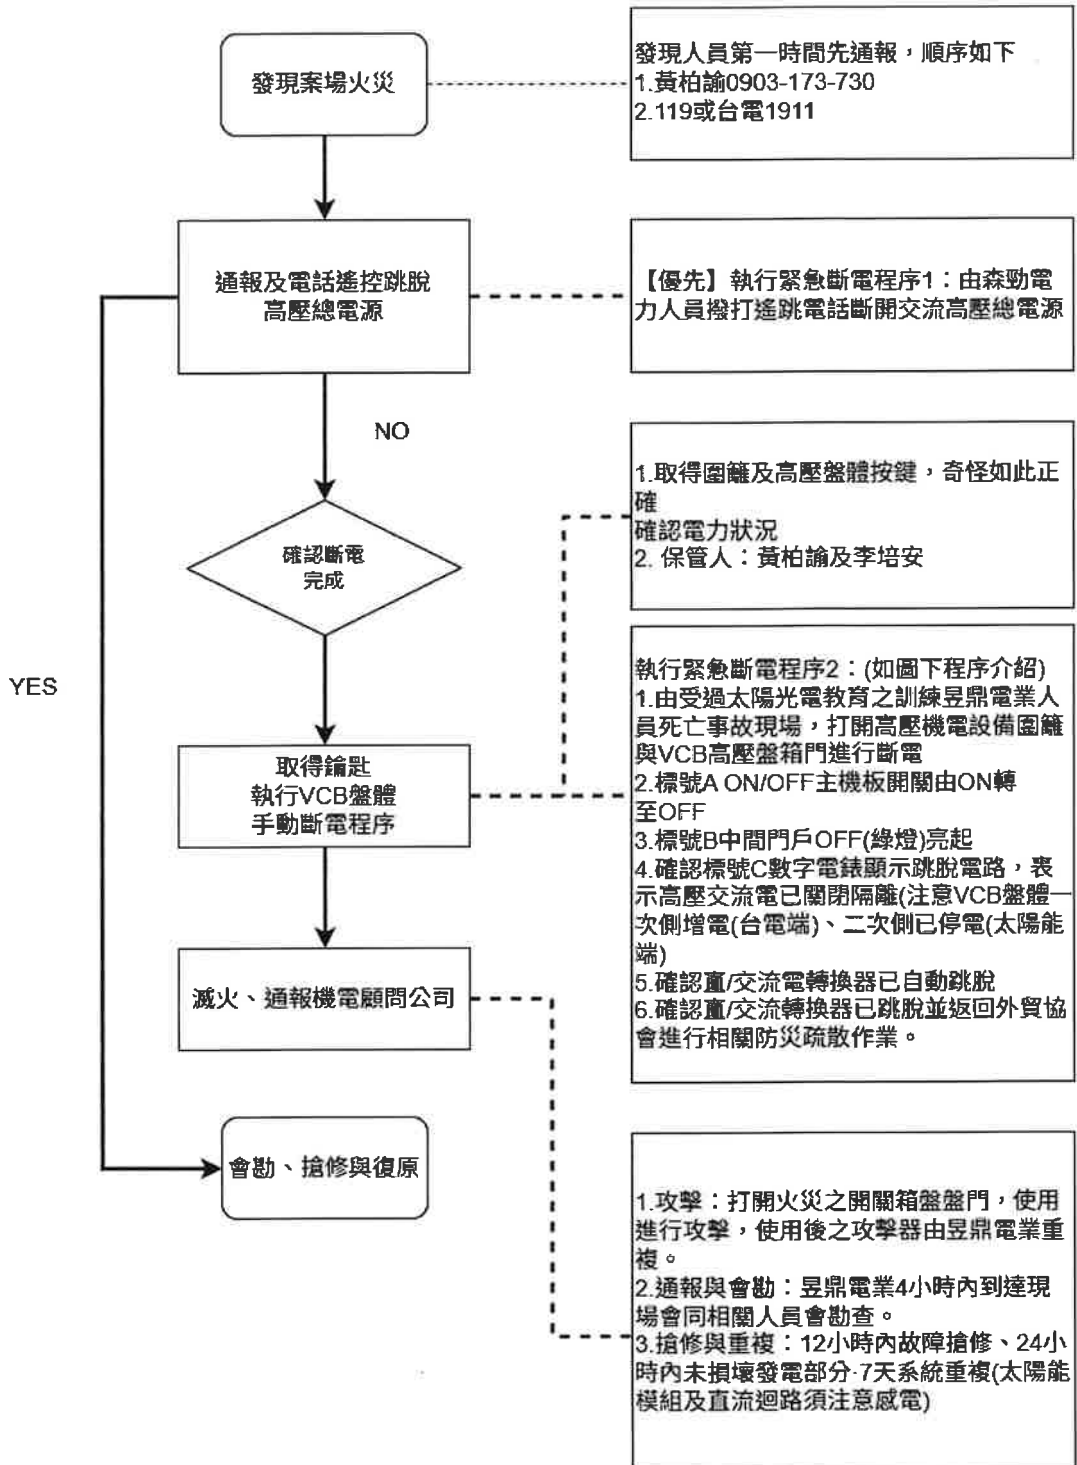 發現案場火災
發現人員第一時間先通報，順序如下
1.黃柏諭0903-173-730
2.119或台電1911
通報及電話遙控跳脫
高壓總電源
【優先】執行緊急斷電程序1：由森勁電
力人員撥打遙跳電話斷開交流高壓總電源
NO
1.取得圍籬及高壓盤體按鍵，奇怪如此正
確
確認電力狀況
2. 保管人：黃柏諭及李培安
確認斷電
完成
YES
執行緊急斷電程序2：(如圖下程序介紹)
1.由受過太陽光電教育之訓練昱鼎電業人
員死亡事故現場，打開高壓機電設備圍籬
與VCB高壓盤箱門進行斷電
2.標號A ON/OFF主機板開關由ON轉
至OFF
3.標號B中間門戶OFF(綠燈)亮起
4.確認標號C數字電錶顯示跳脫電路，表
示高壓交流電已關閉隔離(注意VCB盤體一
次側增電(台電端)、二次側已停電(太陽能
端)
5.確認直/交流電轉換器已自動跳脫
6.確認直/交流轉換器已跳脫並返回外貿協
會進行相關防災疏散作業。
取得鑰匙
執行VCB盤體
手動斷電程序
滅火、通報機電顧問公司
會勘、搶修與復原
1.攻擊：打開火災之開關箱盤盤門，使用
進行攻擊，使用後之攻擊器由昱鼎電業重
複。
2.通報與會勘：昱鼎電業4小時內到達現
場會同相關人員會勘查。
3.搶修與重複：12小時內故障搶修、24小
時內未損壞發電部分·7天系統重複(太陽能
模組及直流迴路須注意感電)